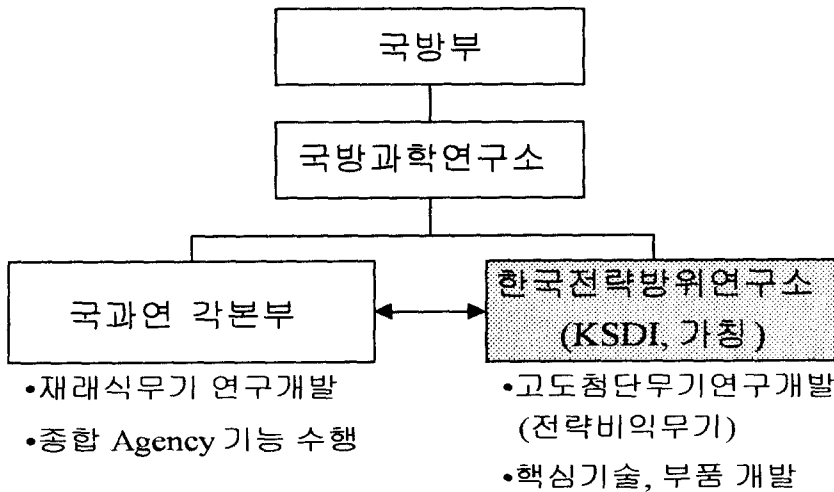 국방부
국방과학연구소
국과연 각본부
•재래식무기 연구개발
•종합 Agency 기능 수행
한국전략방위연구소
(KSDI, 가칭)
•고도첨단무기연구개발
(전략비익무기)
•핵심기술, 부품 개발